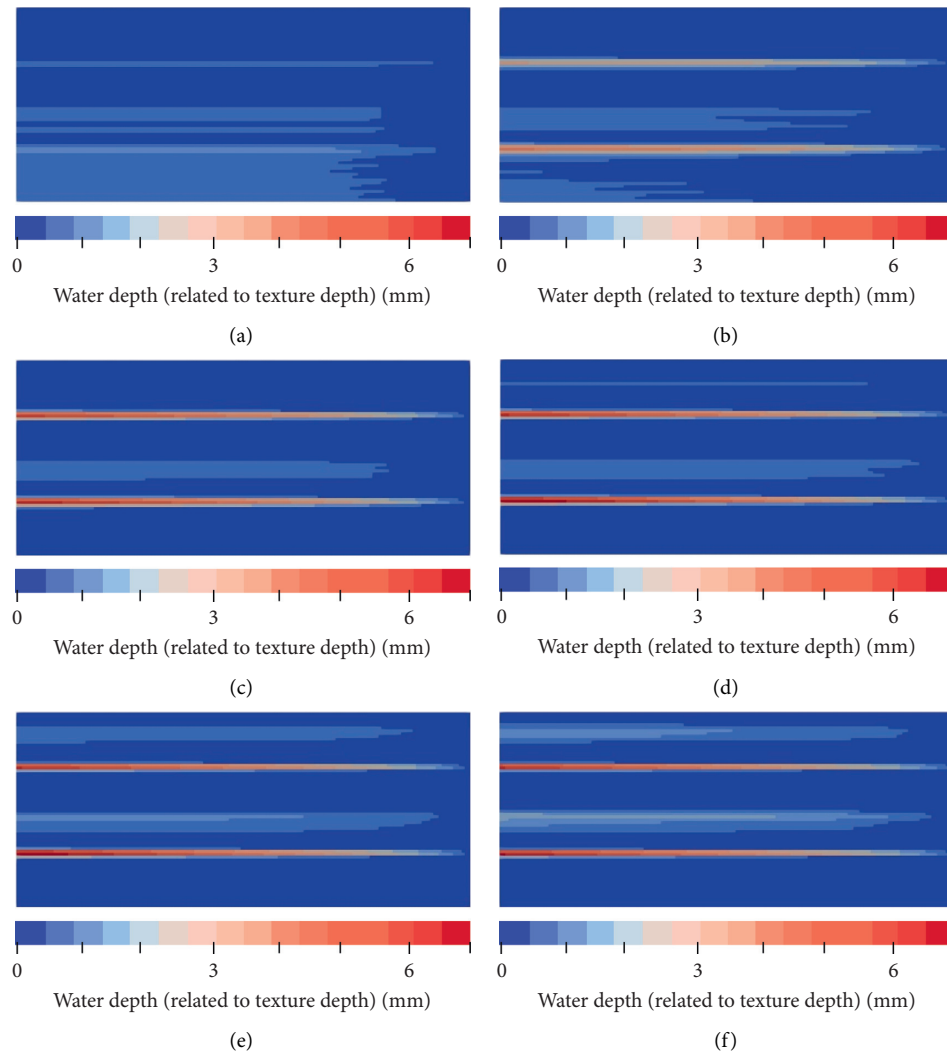 0 3 6 0 3 6
Water depth (related to texture depth) (mm) Water depth (related to texture depth) (mm)
(a) (b)
0 3 6 0 3 6
Water depth (related to texture depth) (mm) Water depth (related to texture depth) (mm)
(c) (d)
0 3 6 0 3 6
Water depth (related to texture depth) (mm) Water depth (related to texture depth) (mm)
(e) (f)